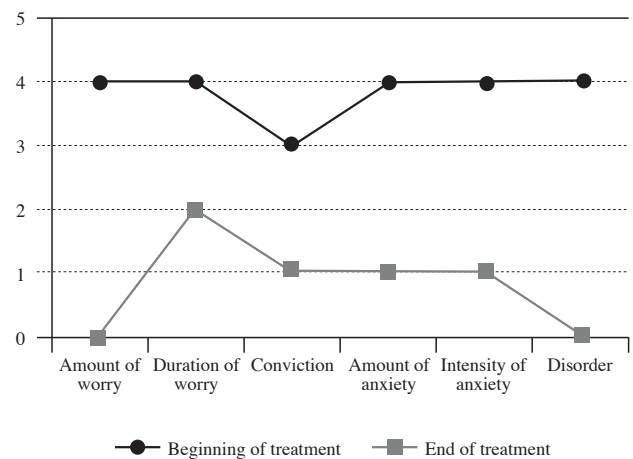 5
4
3
2
1
0
Amount of Duration of Conviction Amount of Intensity of Disorder
worry worry anxiety anxiety
Beginning of treatment End of treatment